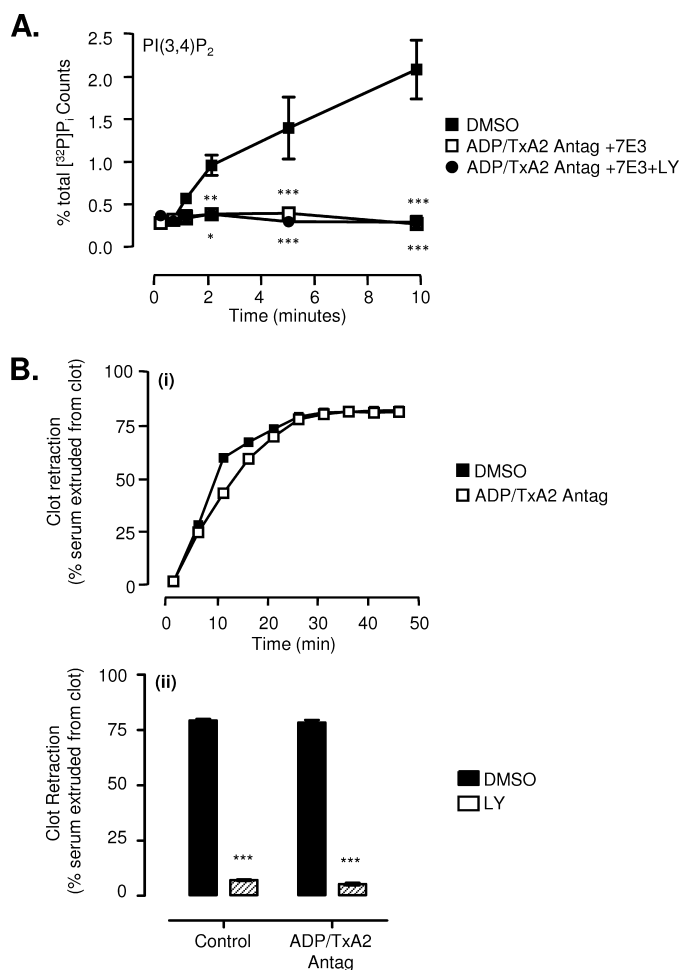 A.
PI(3,4)P2
% total [32P]Pi Counts
2.5
2.0
1.5
1.0
0.5
0.0
** *** ***
* *** ***
0 2 4 6 8 10
Time (minutes)
DMSO
ADP/TxA2 Antag +7E3
ADP/TxA2 Antag +7E3+LY
B.
(i)
Clot retraction
(% serum extruded from clot)
100
75
50
25
0
0 10 20 30 40 50
Time (min)
DMSO
ADP/TxA2 Antag
(ii)
Clot Retraction
(% serum extruded from clot)
100
75
50
25
0
*** ***
Control ADP/TxA2
Antag
DMSO
LY